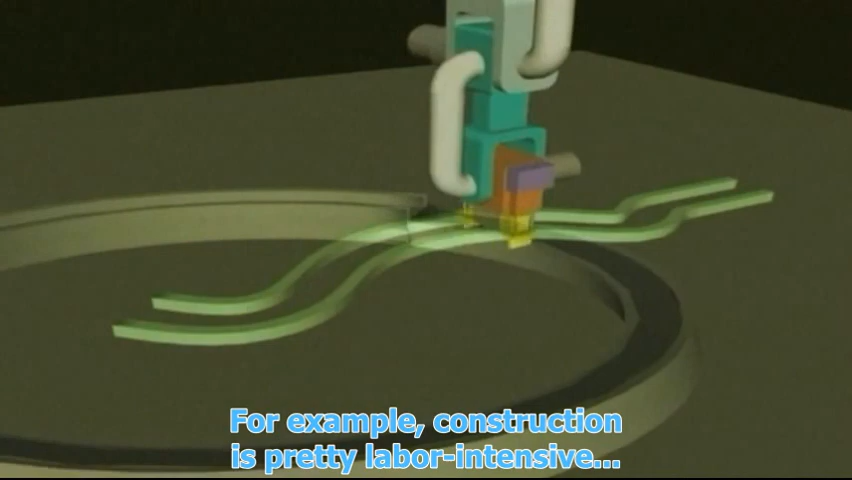 For example, construction
is pretty labor-intensive...